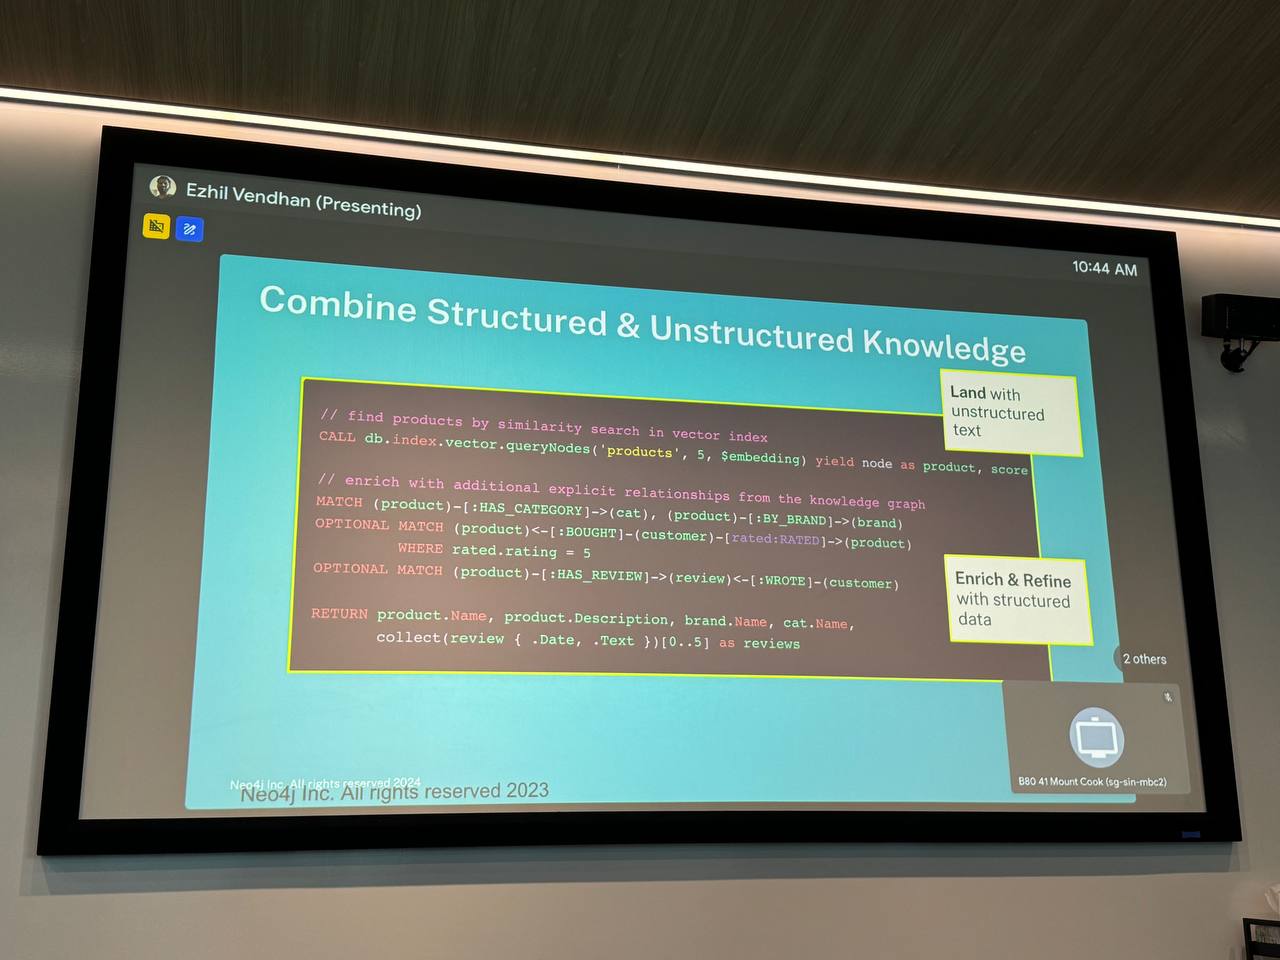 Ezhil Vendhan (Presenting)
10:44 AM
Combine Structured & Unstructured Knowledge
Land with
unstructured
text
// find products by similarity search in vector index
CALL db.index.vector.queryNodes('products', 5, $embedding) yield node as product, score
// enrich with additional explicit relationships from the knowledge graph
MATCH (product)-[:HAS_CATEGORY]->(cat), (product)-[:BY_BRAND]->(brand)
OPTIONAL MATCH (product)<-[:BOUGHT]-(customer)-[rated:RATED]->(product)
WHERE rated.rating = 5
OPTIONAL MATCH (product)-[:HAS_REVIEW]->(review)<-[:WROTE]-(customer)
Enrich & Refine
with structured
data
RETURN product.Name, product.Description, brand.Name, cat.Name,
collect(review { .Date, .Text })[0..5] as reviews
2 others
B80 41 Mount Cook (sg-sin-mbc2)
Neo4j Inc. All rights reserved 2024
Neo4j Inc. All rights reserved 2023